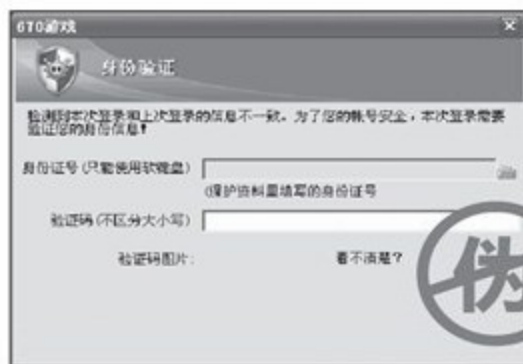 670游戏
身份验证
检测到本次登录和上次登录的信息不一致。为了您的帐号安全，本次登录需要
验证您的身份信息！
身份证号(只能使用软键盘)
(保护资料里填写的身份证号
验证码(不区分大小写)
验证码图片：
看不清楚？
伪